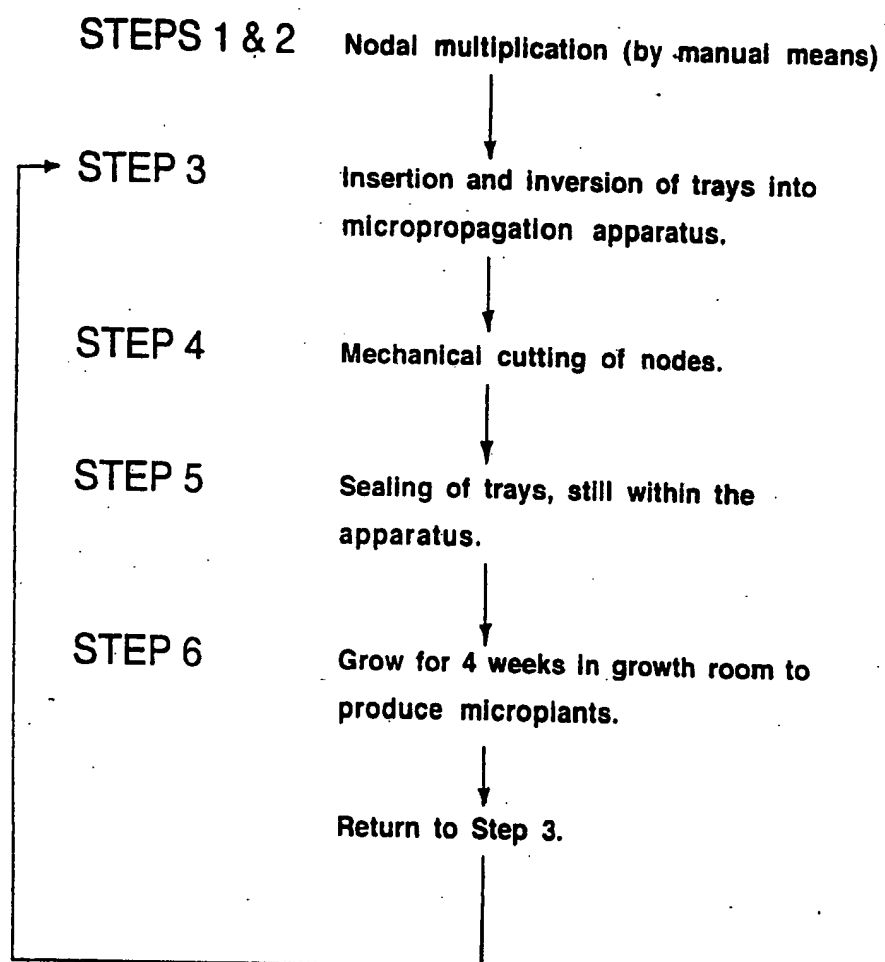 STEPS 1 & 2 Nodal multiplication (by manual means)
STEP 3 Insertion and inversion of trays into
micropropagation apparatus.
STEP 4 Mechanical cutting of nodes.
STEP 5 Sealing of trays, still within the
apparatus.
STEP 6 Grow for 4 weeks in growth room to
produce microplants.
Return to Step 3.